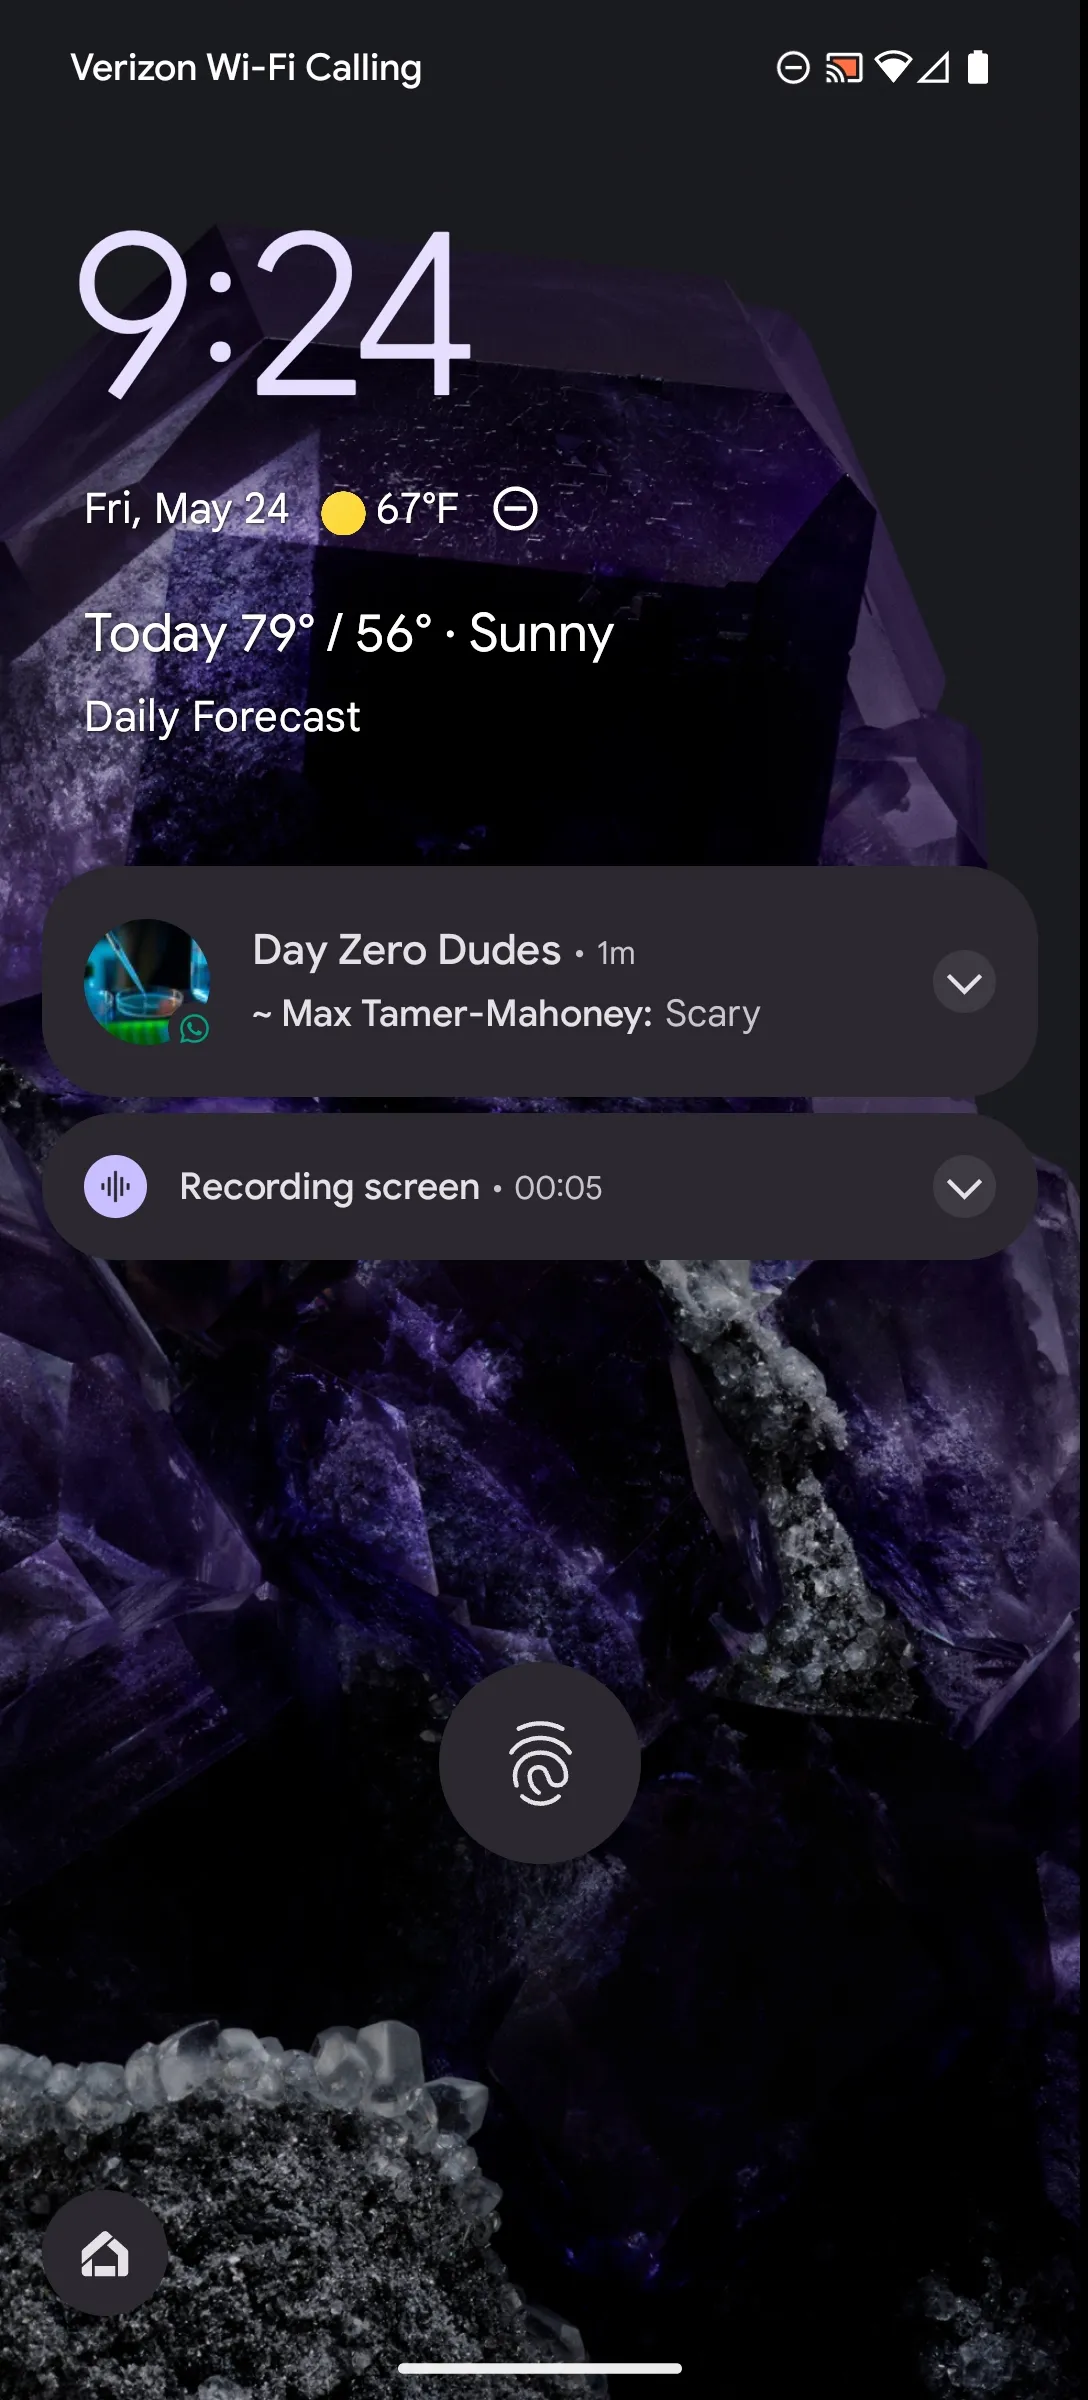 Verizon Wi-Fi Calling
9:24
Fri, May 24 67°F
Today 79° / 56° · Sunny
Daily Forecast
Day Zero Dudes • 1m
~ Max Tamer-Mahoney: Scary
Recording screen • 00:05